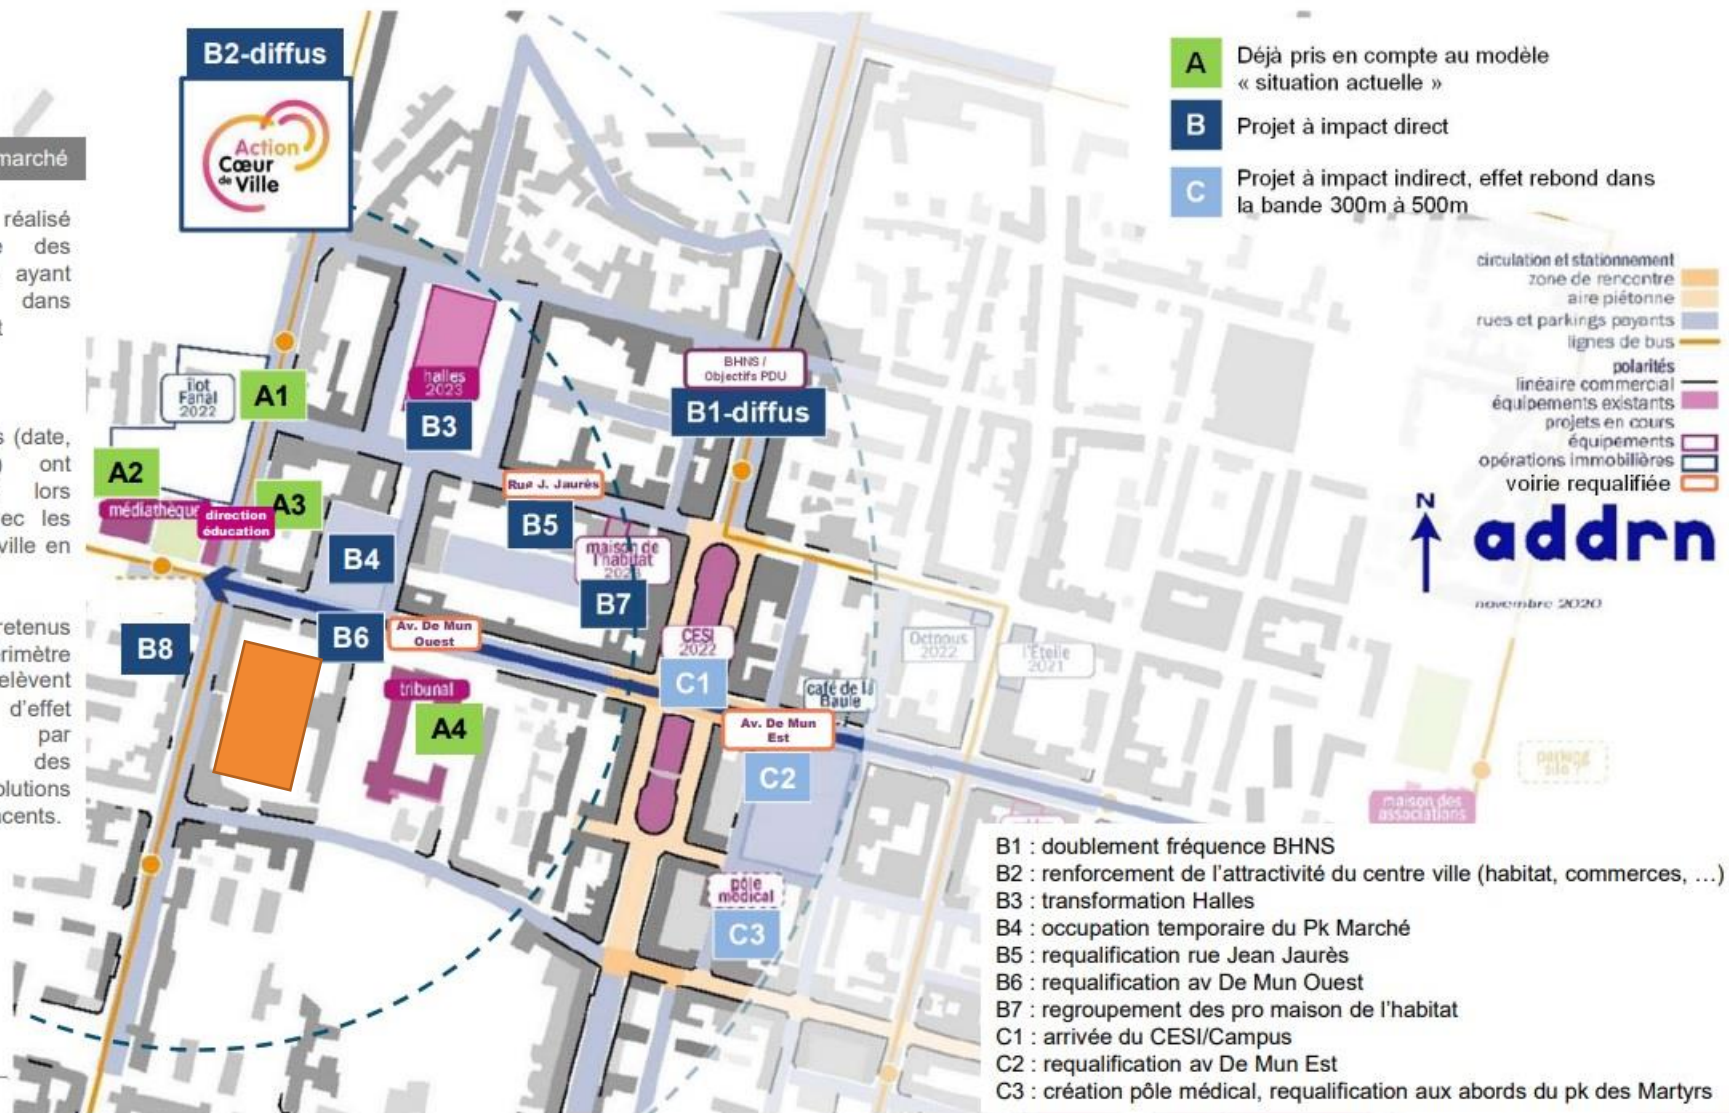 marché
réalisé
des
ayant
dans
s (date,
) ont
lors
ec les
ville en
retenus
d'effet
par
des
B2-diffus
Action
Cœur
de Ville
A
Déjà pris en compte au modèle
« situation actuelle »
B
Projet à impact direct
C
Projet à impact indirect, effet rebond dans
la bande 300m à 500m
circulation et stationnement
zone de rencontre
aire piétonne
rues et parkings payants
lignes de bus
polarités
linéaire commercial
équipements existants
projets en cours
équipements
opérations immobilières
voirie requalifiée
N
addrn
novembre 2020
îlot
Fanal
2022
A1
halles
2023
B3
BHNS /
Objectifs PDU
B1-diffus
A2
médiathèque
direction
éducation
A3
Rue J. Jaurès
B5
B4
maison de
l'habitat
B7
B8
B6
Av. De Mun
Ouest
CESI
2022
C1
tribunal
A4
café de la
Baule
Av. De Mun
Est
C2
2022
l'Étoile
2021
maison des
associations
pôle
médical
C3
B1 : doublement fréquence BHNS
B2 : renforcement de l'attractivité du centre ville (habitat, commerces, …)
B3 : transformation Halles
B4 : occupation temporaire du Pk Marché
B5 : requalification rue Jean Jaurès
B6 : requalification av De Mun Ouest
B7 : regroupement des pro maison de l'habitat
C1 : arrivée du CESI/Campus
C2 : requalification av De Mun Est
C3 : création pôle médical, requalification aux abords du pk des Martyrs